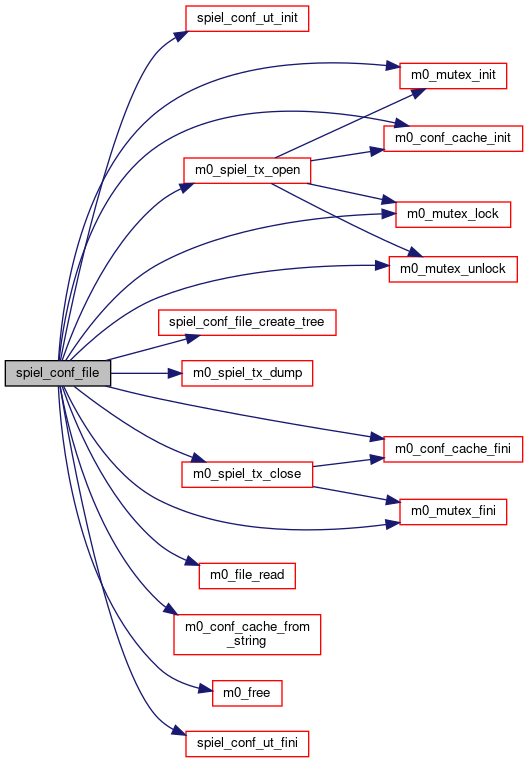 spiel_conf_ut_init
m0_mutex_init
m0_conf_cache_init
m0_spiel_tx_open
m0_mutex_lock
m0_mutex_unlock
spiel_conf_file_create_tree
spiel_conf_file
m0_spiel_tx_dump
m0_conf_cache_fini
m0_spiel_tx_close
m0_mutex_fini
m0_file_read
m0_conf_cache_from
_string
m0_free
spiel_conf_ut_fini